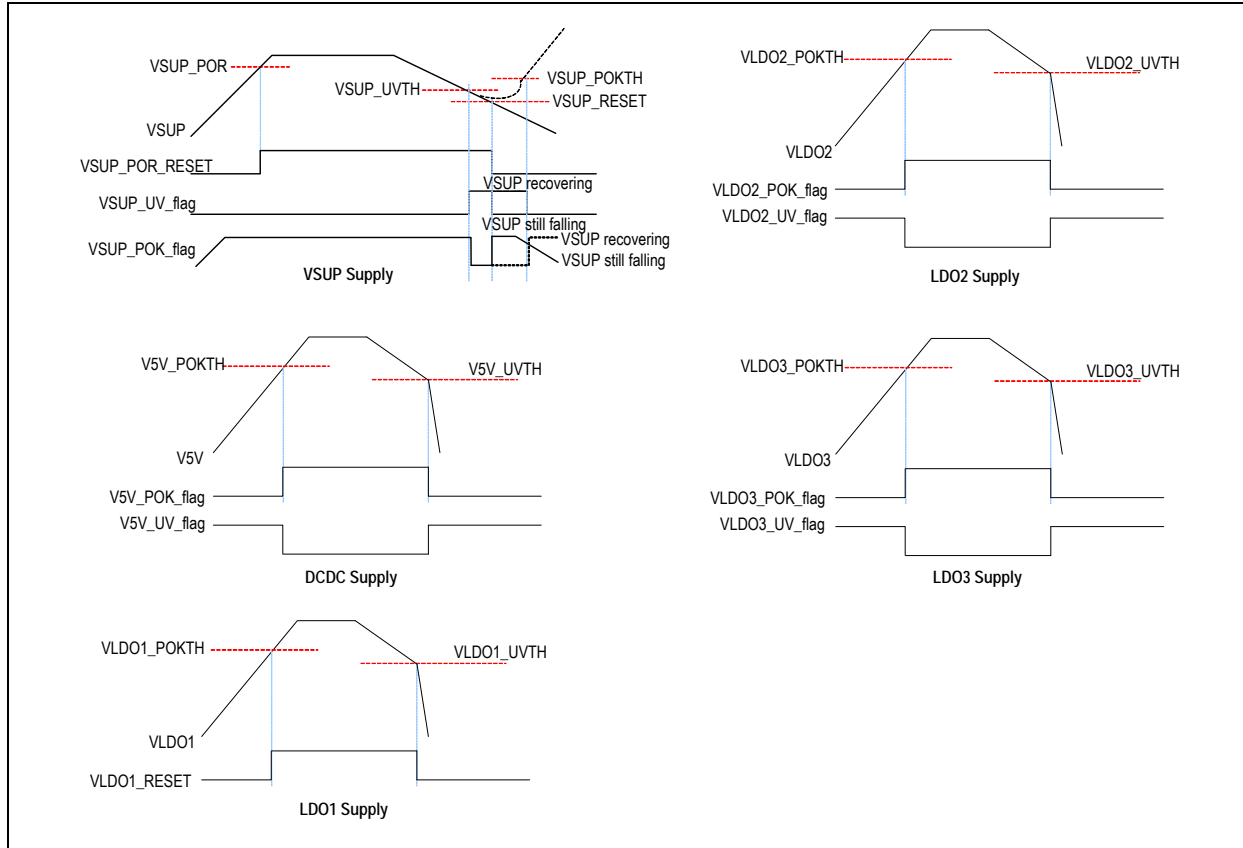 VSUP_POR
VSUP_UVTH
VSUP_POKTH
VSUP_RESET
VSUP
VSUP_POR_RESET
VSUP recovering
VSUP_UV_flag
VSUP still falling
VSUP_POK_flag
VSUP recovering
VSUP still falling
VSUP Supply
VLDO2_POKTH
VLDO2_UVTH
VLDO2
VLDO2_POK_flag
VLDO2_UV_flag
LDO2 Supply
V5V_POKTH
V5V_UVTH
V5V
V5V_POK_flag
V5V_UV_flag
DCDC Supply
VLDO3_POKTH
VLDO3_UVTH
VLDO3
VLDO3_POK_flag
VLDO3_UV_flag
LDO3 Supply
VLDO1_POKTH
VLDO1_UVTH
VLDO1
VLDO1_RESET
LDO1 Supply